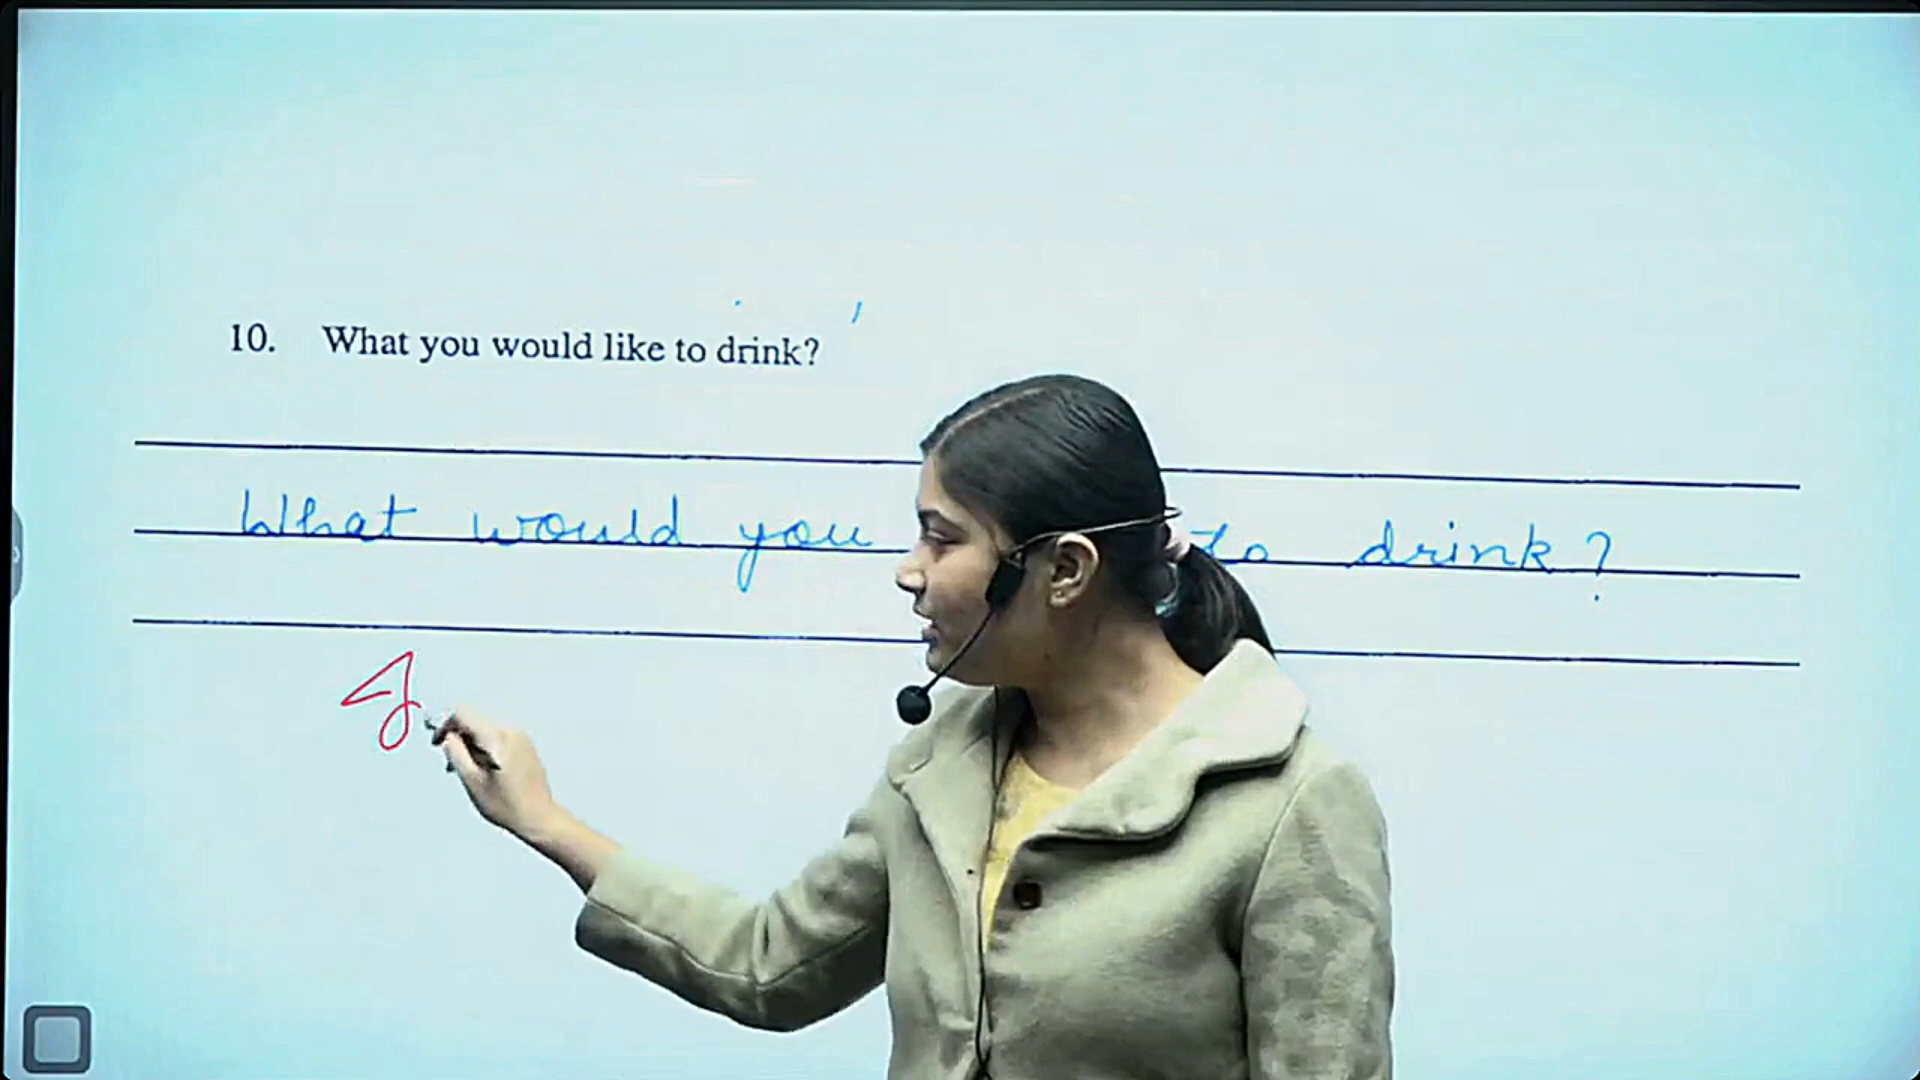 10. What you would like to drink?
What would you to drink?